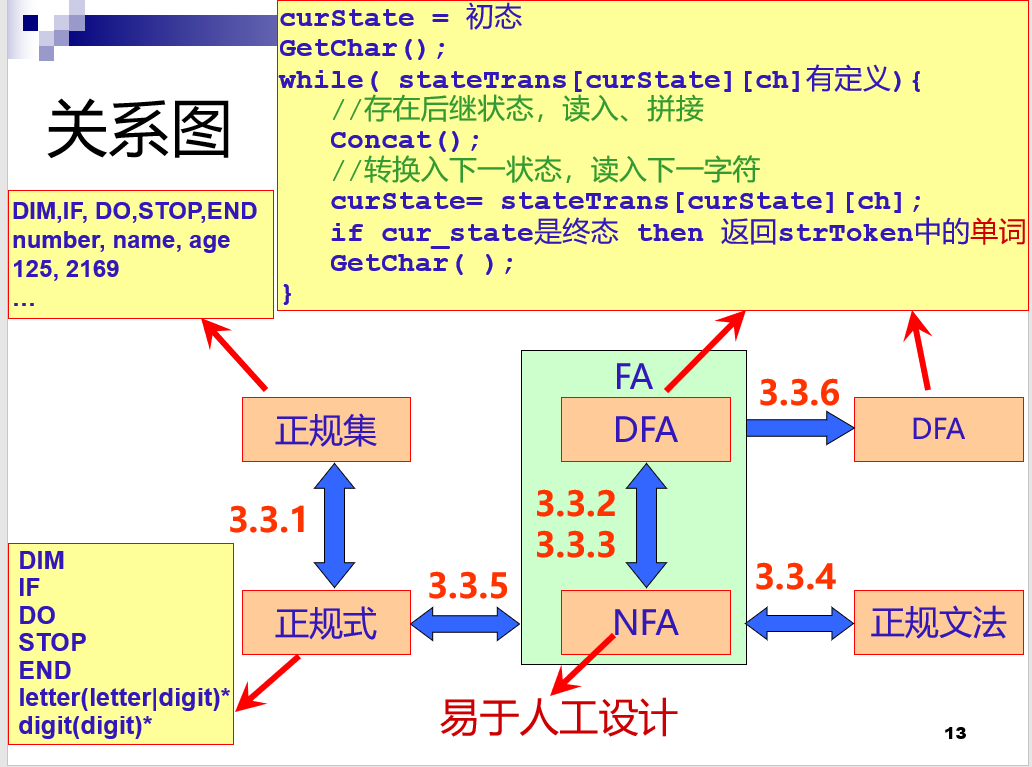 curState = 初态
GetChar();
while( stateTrans[curState][ch]有定义){
//存在后继状态，读入、拼接
Concat();
//转换入下一状态，读入下一字符
curState= stateTrans[curState][ch];
if cur_state是终态 then 返回strToken中的单词
GetChar( );
}
关系图
DIM,IF, DO,STOP,END
number, name, age
125, 2169
…
FA
正规集
DFA
3.3.6
DFA
3.3.1
3.3.2
3.3.3
DIM
IF
DO
STOP
END
letter(letter|digit)*
digit(digit)*
正规式
3.3.5
NFA
3.3.4
正规文法
易于人工设计
13